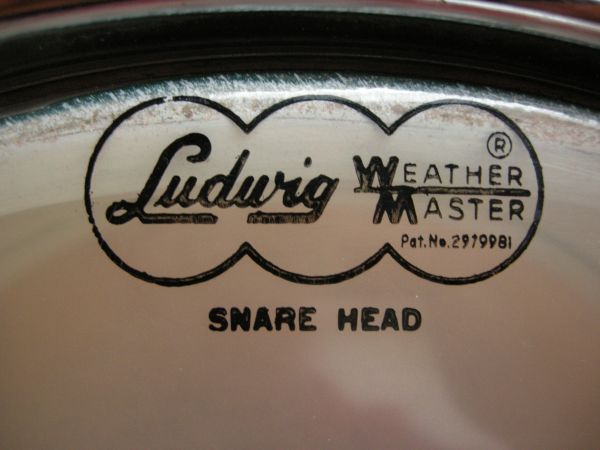 Ludwig WEATHER MASTER ®
Pat.No.2979981
SNARE HEAD